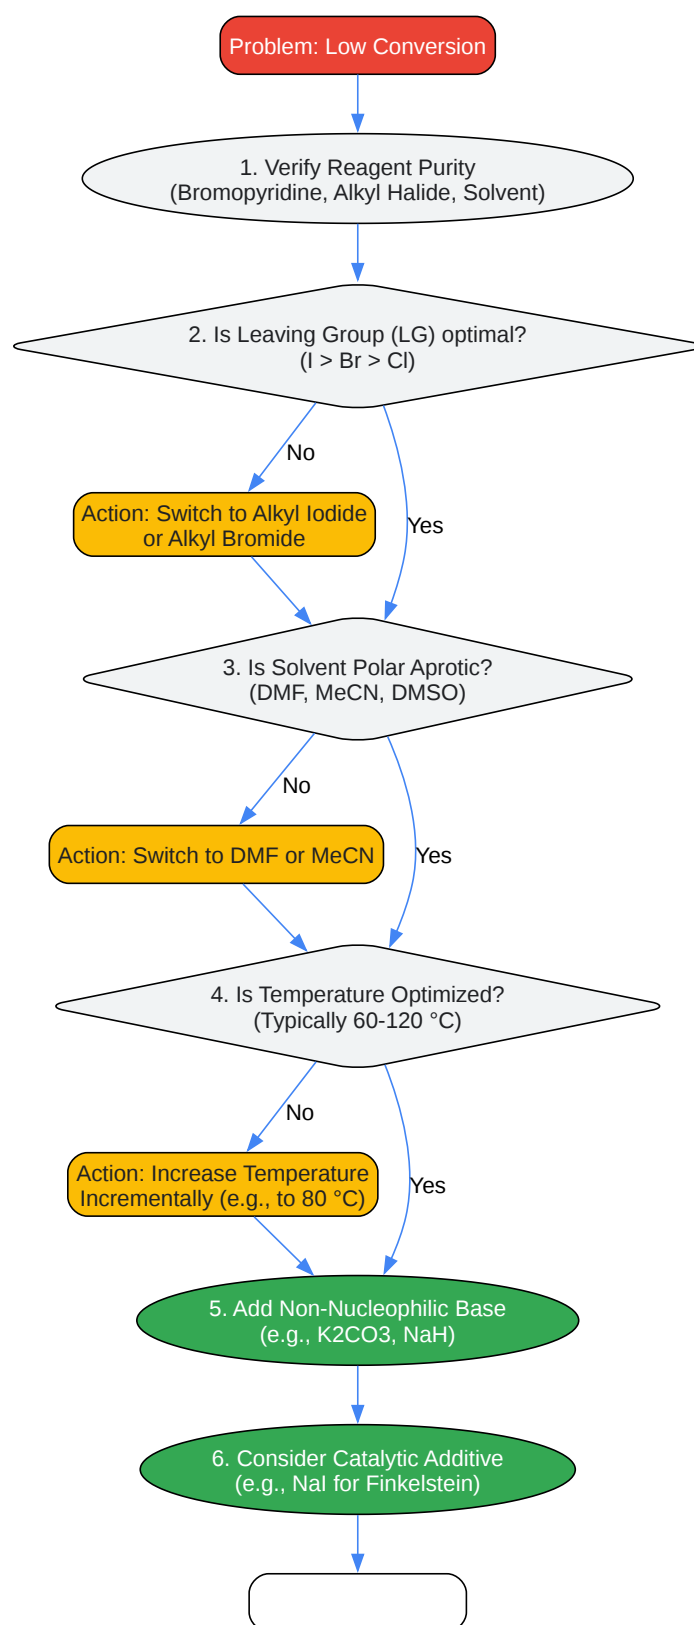 Problem: Low Conversion
1. Verify Reagent Purity
(Bromopyridine, Alkyl Halide, Solvent)
2. Is Leaving Group (LG) optimal?
(I > Br > Cl)
No
Action: Switch to Alkyl Iodide
or Alkyl Bromide
Yes
3. Is Solvent Polar Aprotic?
(DMF, MeCN, DMSO)
No
Action: Switch to DMF or MeCN
Yes
4. Is Temperature Optimized?
(Typically 60-120 °C)
No
Action: Increase Temperature
Incrementally (e.g., to 80 °C)
Yes
5. Add Non-Nucleophilic Base
(e.g., K2CO3, NaH)
6. Consider Catalytic Additive
(e.g., NaI for Finkelstein)